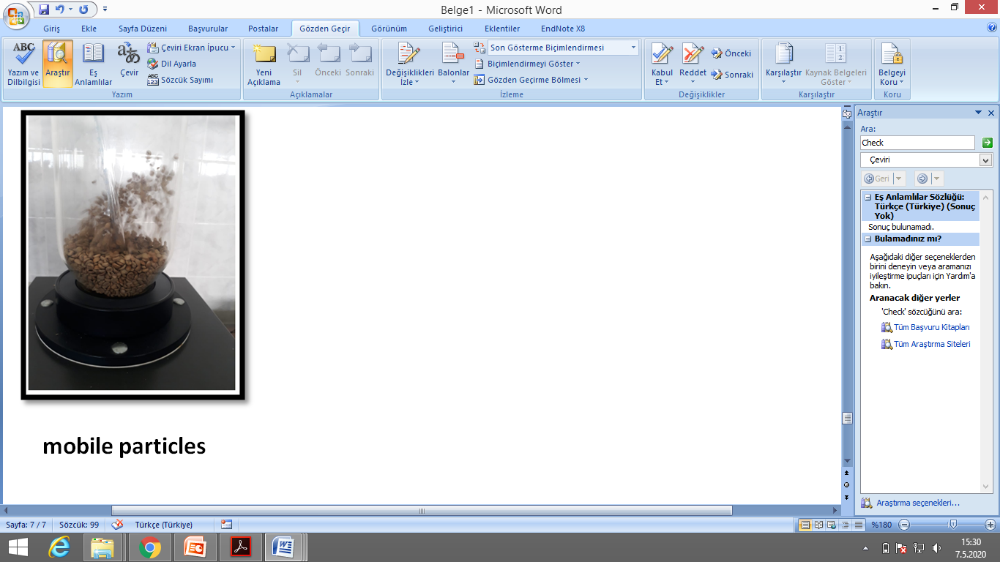 Belge1 - Microsoft Word
Giriş Ekle Sayfa Düzeni Başvurular Postalar Gözden Geçir Görünüm Geliştirici Eklentiler EndNote X8
ABC
Yazım ve Dilbilgisi
Araştır
Eş Anlamlılar
Çevir
Çeviri Ekran İpucu
Dil Ayarla
ABC 123 Sözcük Sayımı
Yazım
Yeni Açıklama
Sil
Önceki
Sonraki
Açıklamalar
Değişiklikleri İzle
Balonlar
Son Gösterme Biçimlendirmesi
Biçimlendirmeyi Göster
Gözden Geçirme Bölmesi
İzleme
Kabul Et
Reddet
Önceki
Sonraki
Değişiklikler
Karşılaştır
1 2
Kaynak Belgeleri Göster
Karşılaştır
Belgeyi Koru
Koru
mobile particles
Araştır
Ara:
Check
Çeviri
Geri
Eş Anlamlılar Sözlüğü:
Türkçe (Türkiye) (Sonuç
Yok)
Sonuç bulunamadı.
Bulamadınız mı?
Aşağıdaki diğer seçeneklerden
birini deneyin veya aramanızı
iyileştirme ipuçları için Yardım'a
bakın.
Aranacak diğer yerler
'Check' sözcüğünü ara:
Tüm Başvuru Kitapları
Tüm Araştırma Siteleri
Araştırma seçenekleri...
Sayfa: 7 / 7 Sözcük: 99 Türkçe (Türkiye) %180
15:30
7.5.2020